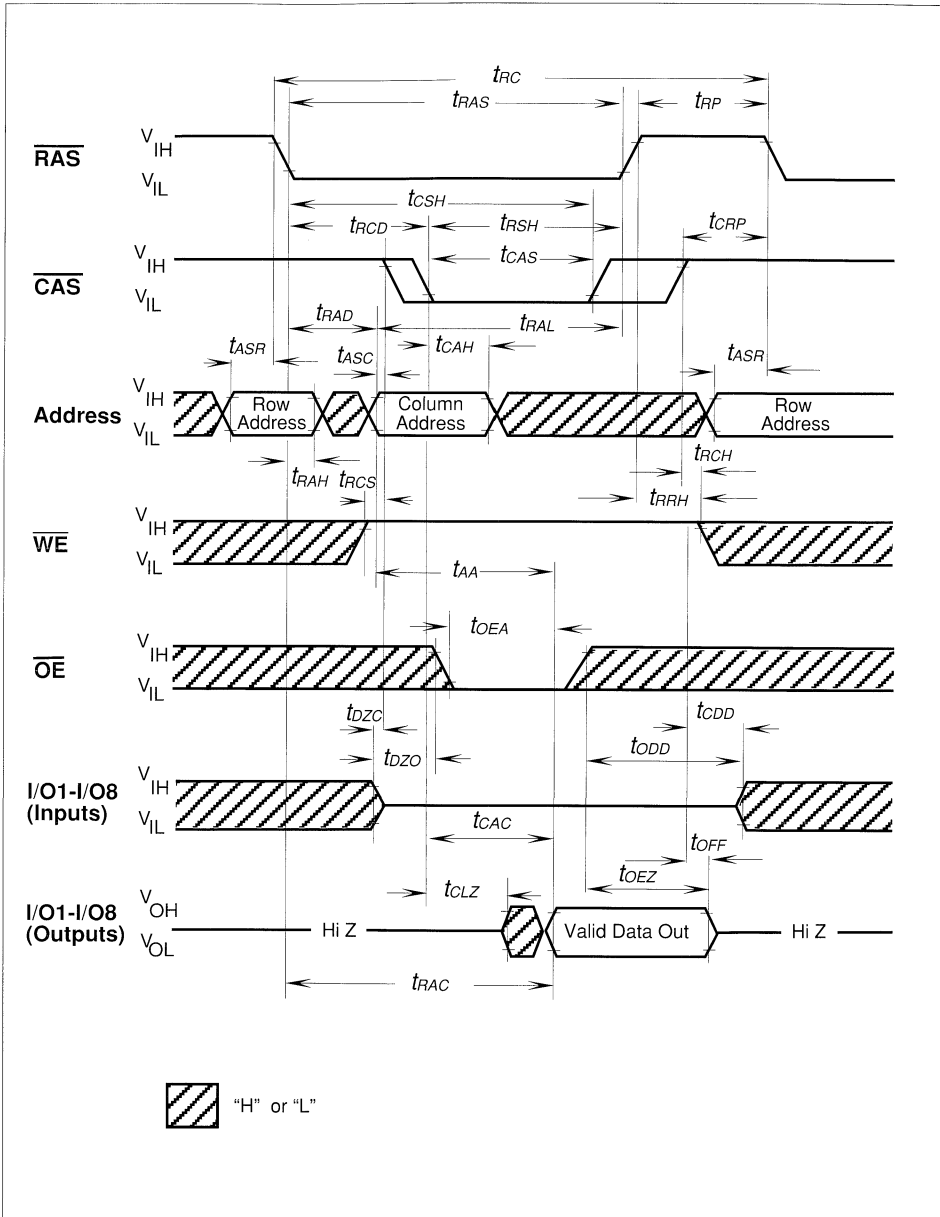 tRC
tRAS
tRP
RAS
VIH
VIL
tCSH
tRCD
tRSH
tCRP
CAS
VIH
VIL
tCAS
tRAD
tRAL
tASR
tASC
tCAH
tASR
Address
VIH
VIL
Row
Address
Column
Address
Row
Address
tRAH
tRCS
tRCH
tRRH
WE
VIH
VIL
tAA
tOEA
OE
VIH
VIL
tDZC
tCDD
tDZO
tODD
I/O1-I/O8
(Inputs)
VIH
VIL
tCAC
tOFF
tCLZ
tOEZ
I/O1-I/O8
(Outputs)
VOH
VOL
Hi Z
Valid Data Out
Hi Z
tRAC
“H” or “L”